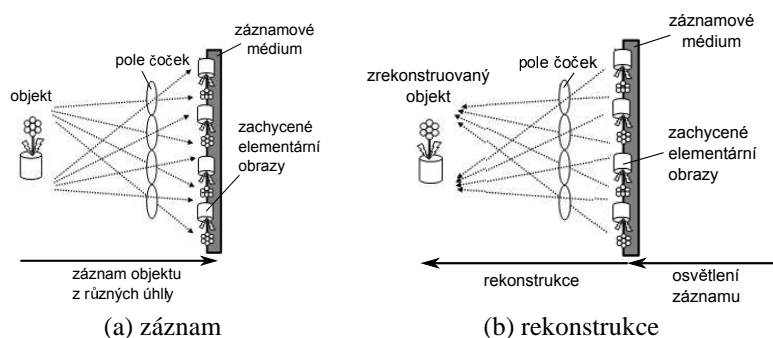 záznamové
médium
pole čoček
objekt
zachycené
elementární
obrazy
záznam objektu
z různých úhlly
(a) záznam
záznamové
médium
pole čoček
zrekonstruovaný
objekt
zachycené
elementární
obrazy
rekonstrukce
osvětlení
záznamu
(b) rekonstrukce